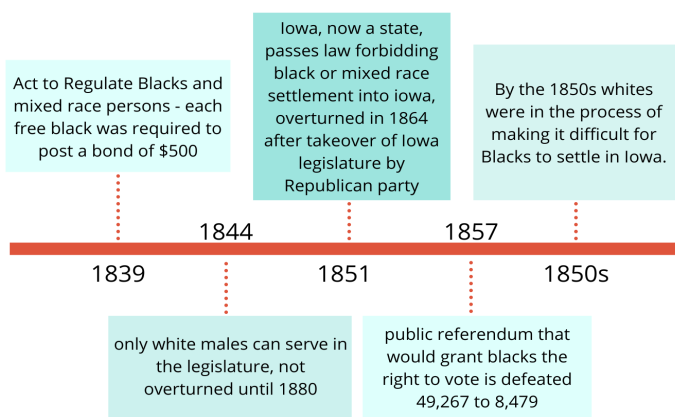 Act to Regulate Blacks and
mixed race persons - each
free black was required to
post a bond of $500
1839
1844
only white males can serve in
the legislature, not
overturned until 1880
Iowa, now a state,
passes law forbidding
black or mixed race
settlement into iowa,
overturned in 1864
after takeover of Iowa
legislature by
Republican party
1851
1857
public referendum that
would grant blacks the
right to vote is defeated
49,267 to 8,479
By the 1850s whites
were in the process of
making it difficult for
Blacks to settle in Iowa.
1850s